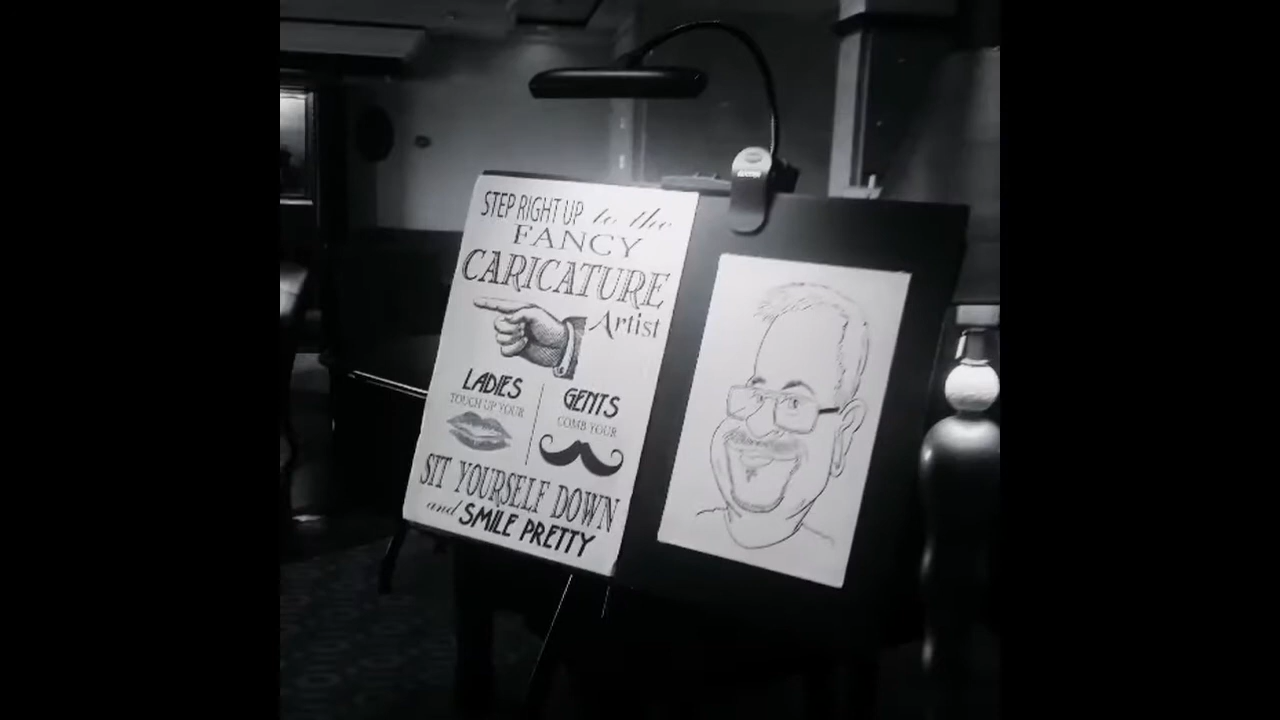 STEP RIGHT UP to the
FANCY
CARICATURE
Artist
LADIES
TOUCH UP YOUR
GENTS
COMB YOUR
SIT YOURSELF DOWN
and SMILE PRETTY